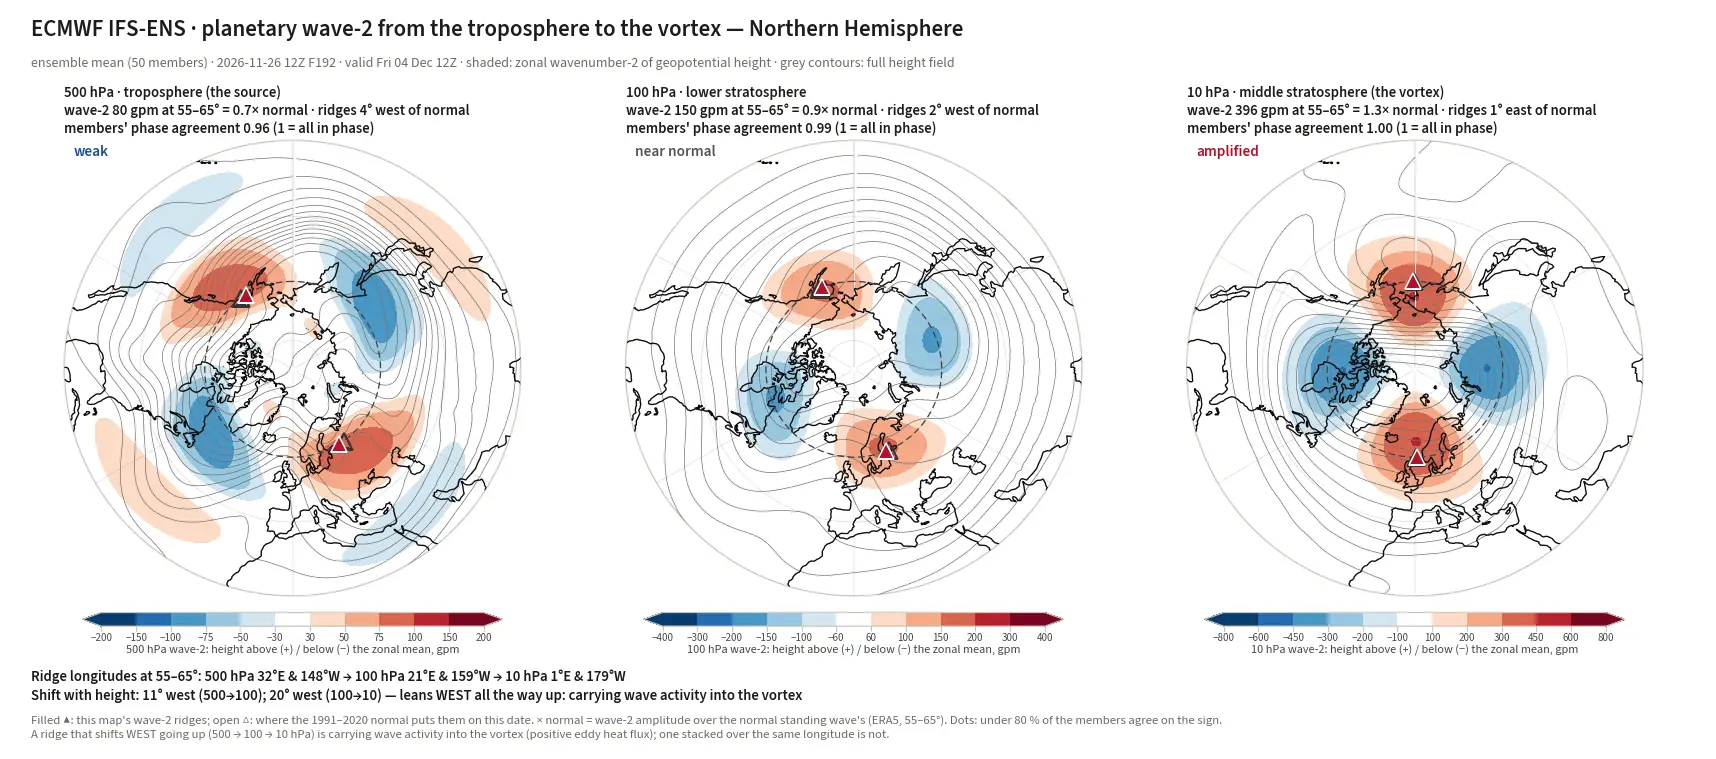 ECMWF IFS-ENS · planetary wave-2 from the troposphere to the vortex — Northern Hemisphere
ensemble mean (50 members) · 2026-11-26 12Z F192 · valid Fri 04 Dec 12Z · shaded: zonal wavenumber-2 of geopotential height · grey contours: full height field
500 hPa · troposphere (the source)
wave-2 80 gpm at 55–65° = 0.7× normal · ridges 4° west of normal
members' phase agreement 0.96 (1 = all in phase)
weak
100 hPa · lower stratosphere
wave-2 150 gpm at 55–65° = 0.9× normal · ridges 2° west of normal
members' phase agreement 0.99 (1 = all in phase)
near normal
10 hPa · middle stratosphere (the vortex)
wave-2 396 gpm at 55–65° = 1.3× normal · ridges 1° east of normal
members' phase agreement 1.00 (1 = all in phase)
amplified
−200 −150 −100 −75 −50 −30 30 50 75 100 150 200
500 hPa wave-2: height above (+) / below (−) the zonal mean, gpm
−400 −300 −200 −150 −100 −60 60 100 150 200 300 400
100 hPa wave-2: height above (+) / below (−) the zonal mean, gpm
−800 −600 −450 −300 −200 −100 100 200 300 450 600 800
10 hPa wave-2: height above (+) / below (−) the zonal mean, gpm
Ridge longitudes at 55–65°: 500 hPa 32°E & 148°W → 100 hPa 21°E & 159°W → 10 hPa 1°E & 179°W
Shift with height: 11° west (500→100); 20° west (100→10) — leans WEST all the way up: carrying wave activity into the vortex
Filled ▲: this map's wave-2 ridges; open △: where the 1991–2020 normal puts them on this date. × normal = wave-2 amplitude over the normal standing wave's (ERA5, 55–65°). Dots: under 80 % of the members agree on the sign.
A ridge that shifts WEST going up (500 → 100 → 10 hPa) is carrying wave activity into the vortex (positive eddy heat flux); one stacked over the same longitude is not.